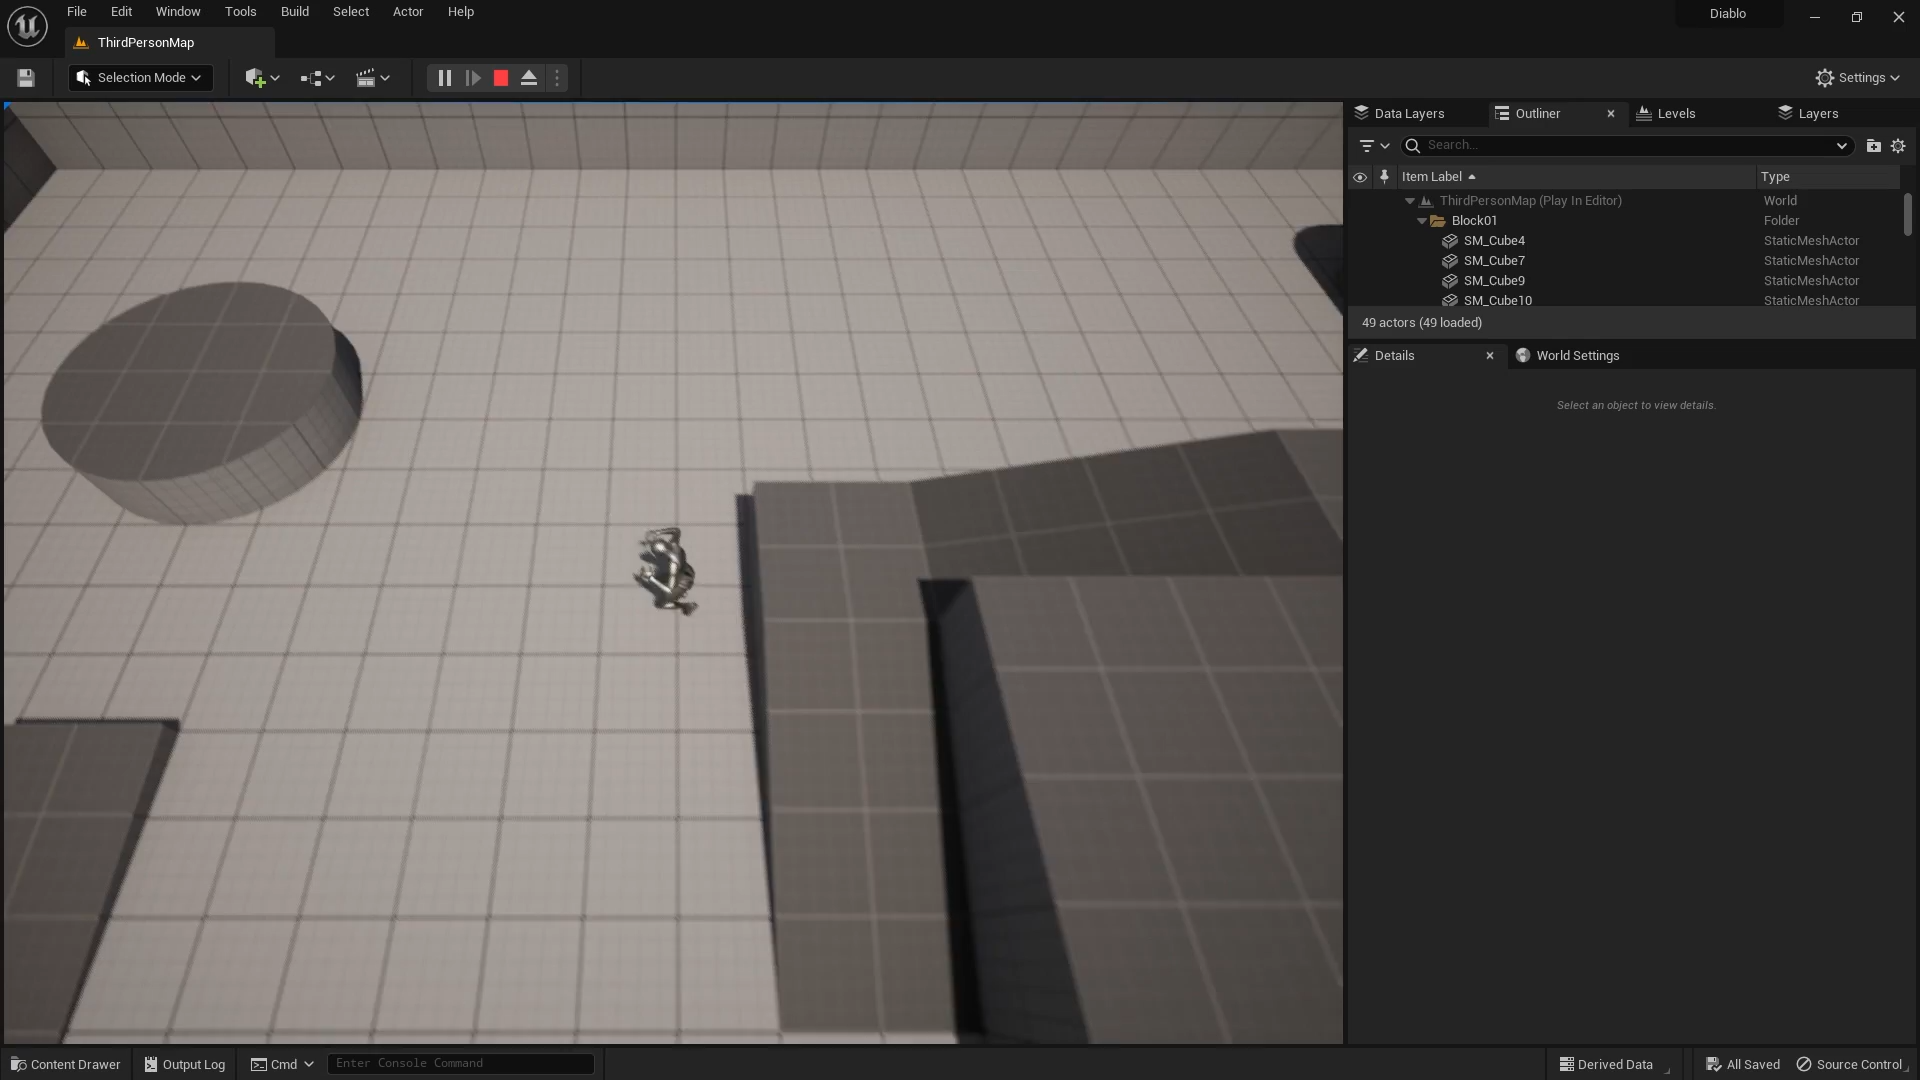 File Edit Window Tools Build Select Actor Help
Diablo
ThirdPersonMap
Selection Mode
Settings
Data Layers
Outliner
Levels
Layers
Search...
Item Label
Type
ThirdPersonMap (Play In Editor) World
Block01 Folder
SM_Cube4 StaticMeshActor
SM_Cube7 StaticMeshActor
SM_Cube9 StaticMeshActor
SM_Cube10 StaticMeshActor
49 actors (49 loaded)
Details
World Settings
Select an object to view details.
Content Drawer
Output Log
Cmd
Enter Console Command
Derived Data
All Saved
Source Control